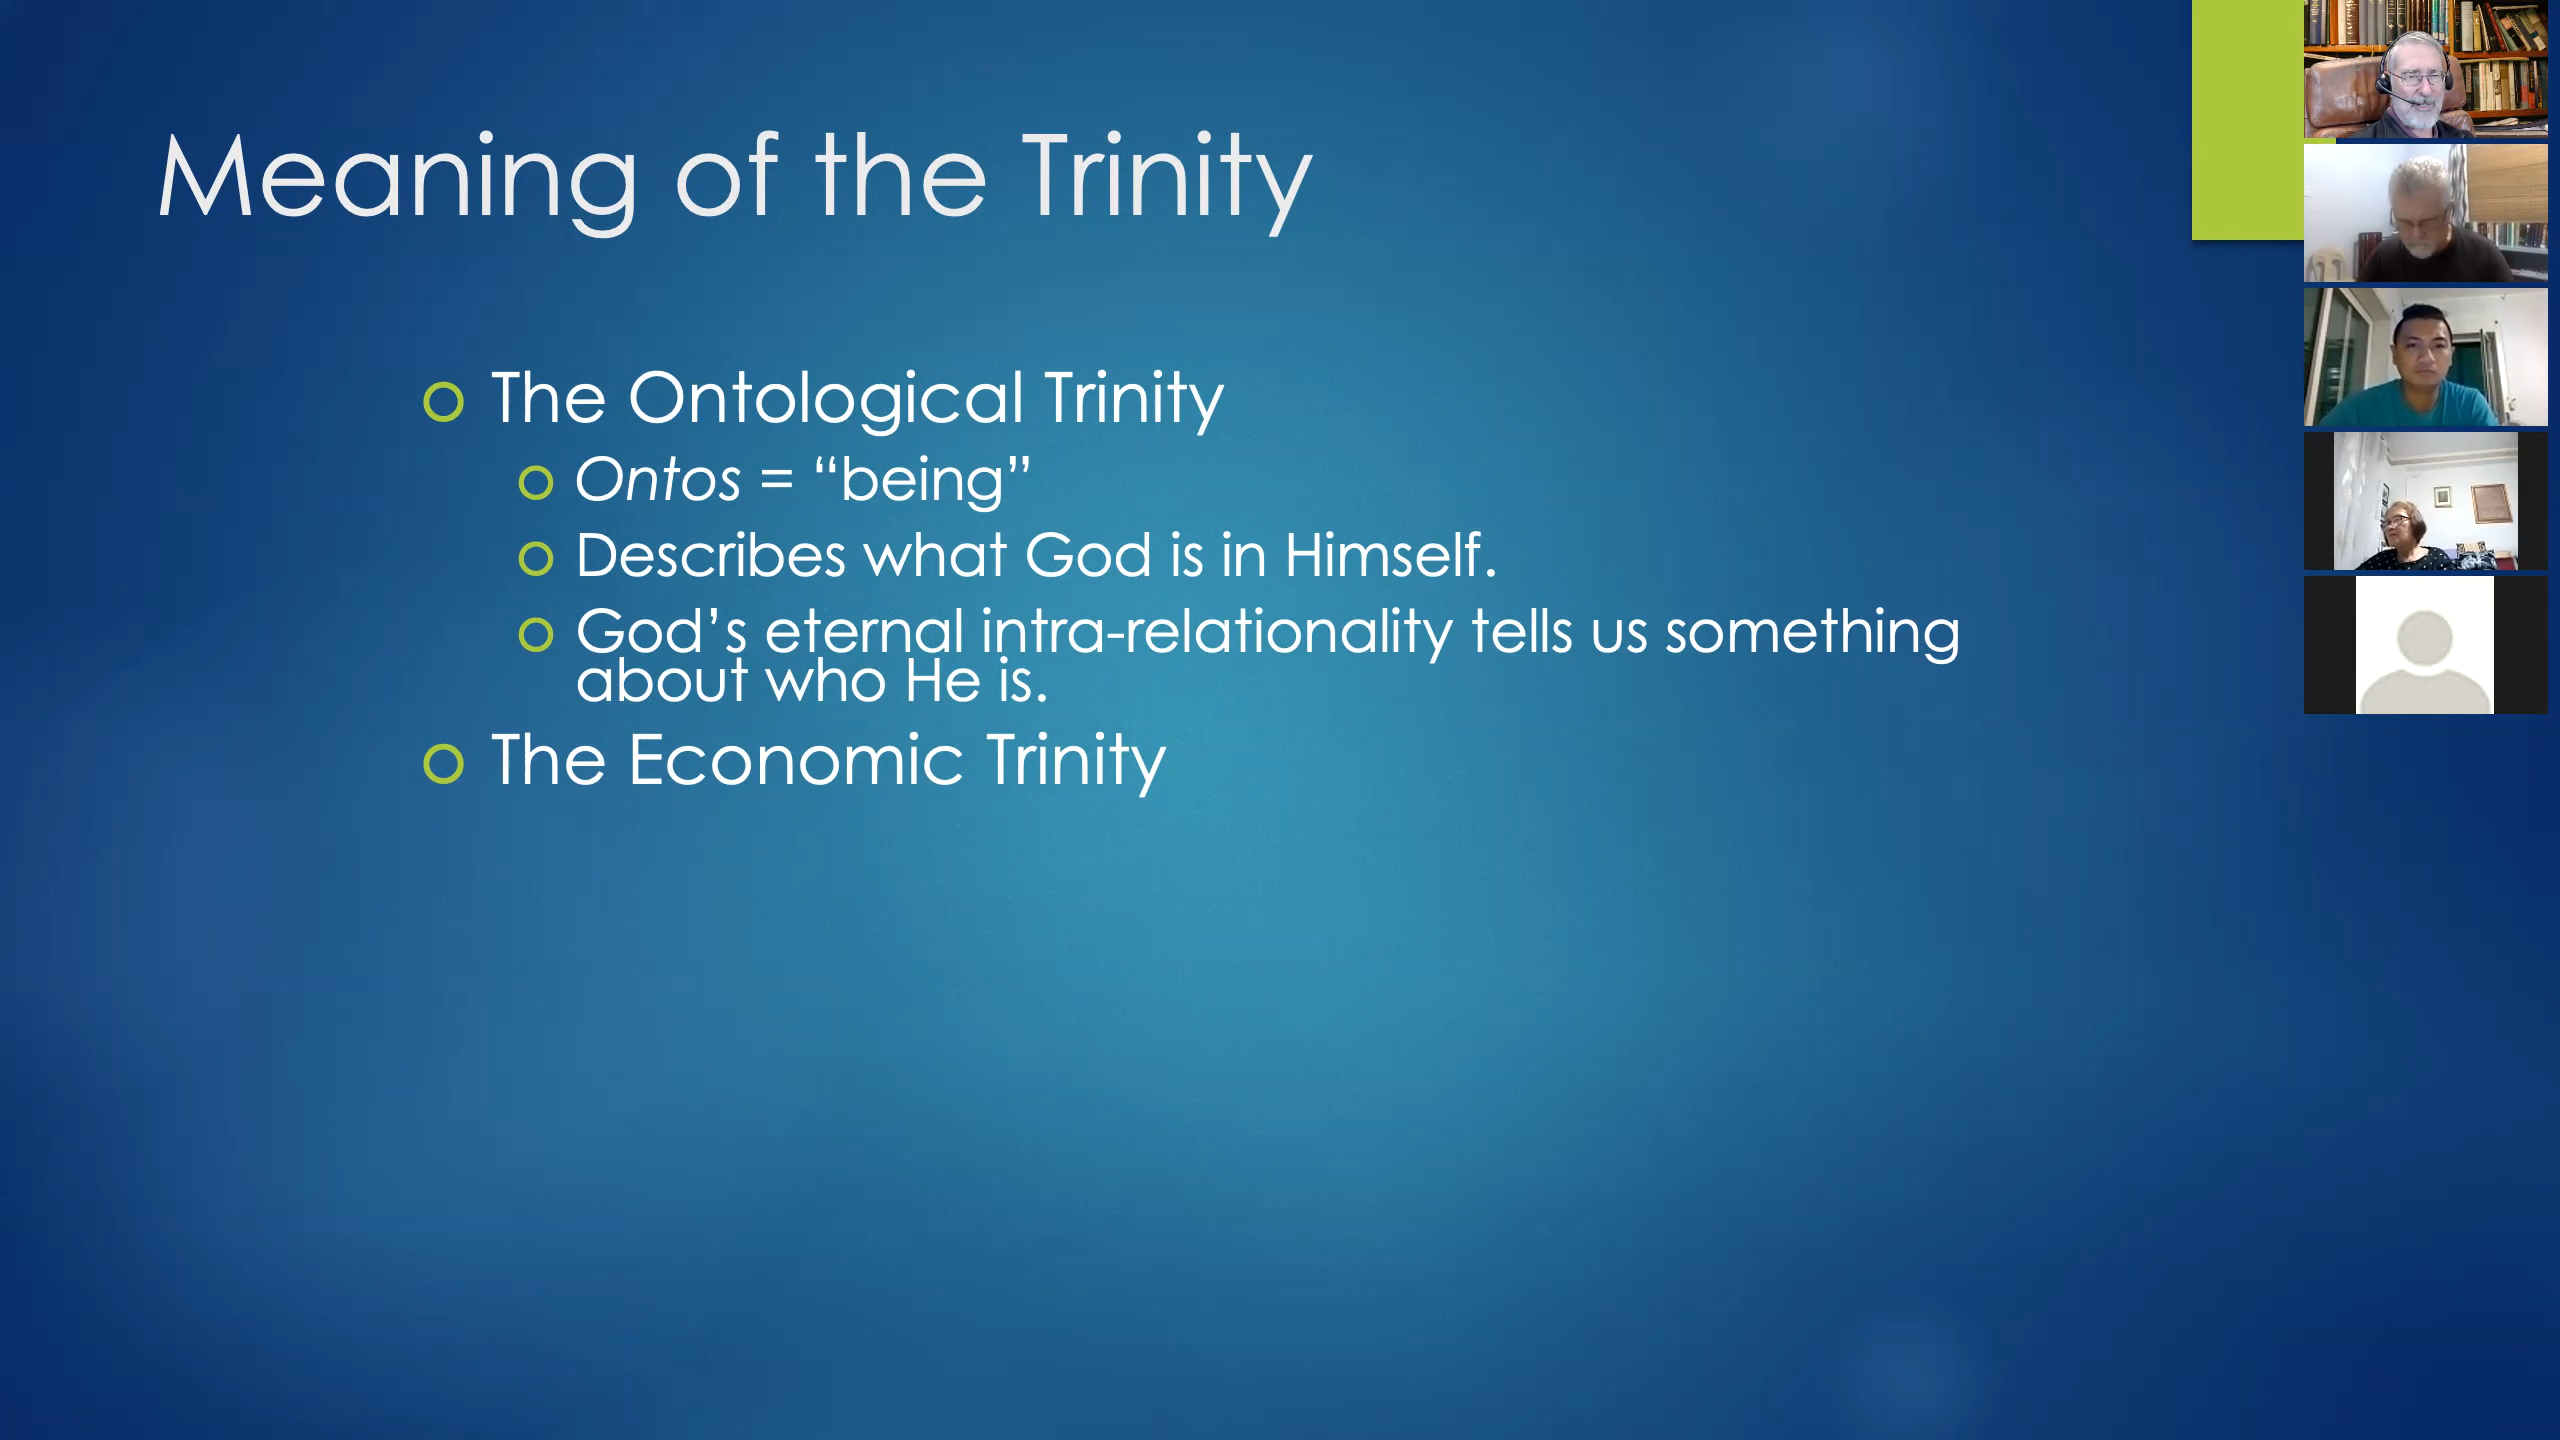 Meaning of the Trinity
The Ontological Trinity
Ontos = “being”
Describes what God is in Himself.
God’s eternal intra-relationality tells us something
about who He is.
The Economic Trinity